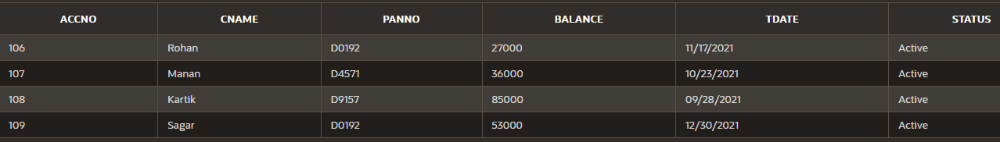 ACCNO CNAME PANNO BALANCE TDATE STATUS
106 Rohan D0192 27000 11/17/2021 Active
107 Manan D4571 36000 10/23/2021 Active
108 Kartik D9157 85000 09/28/2021 Active
109 Sagar D0192 53000 12/30/2021 Active